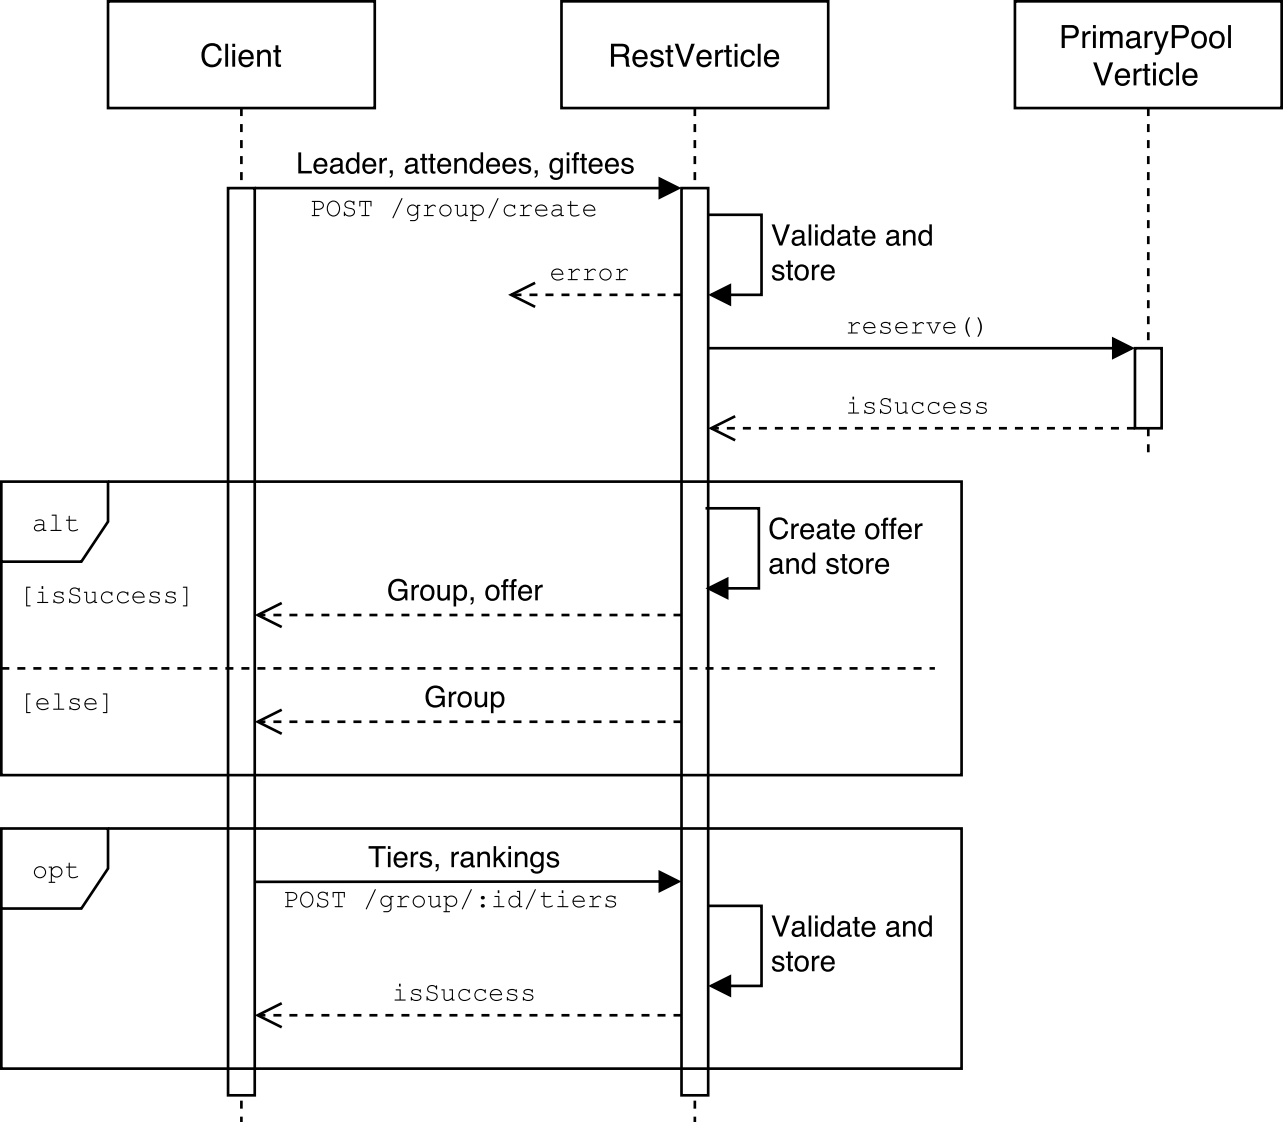 Client
RestVerticle
PrimaryPool
Verticle
Leader, attendees, giftees
POST /group/create
Validate and
store
error
reserve()
isSuccess
alt
Create offer
and store
[isSuccess]
Group, offer
[else]
Group
opt
Tiers, rankings
POST /group/:id/tiers
Validate and
store
isSuccess